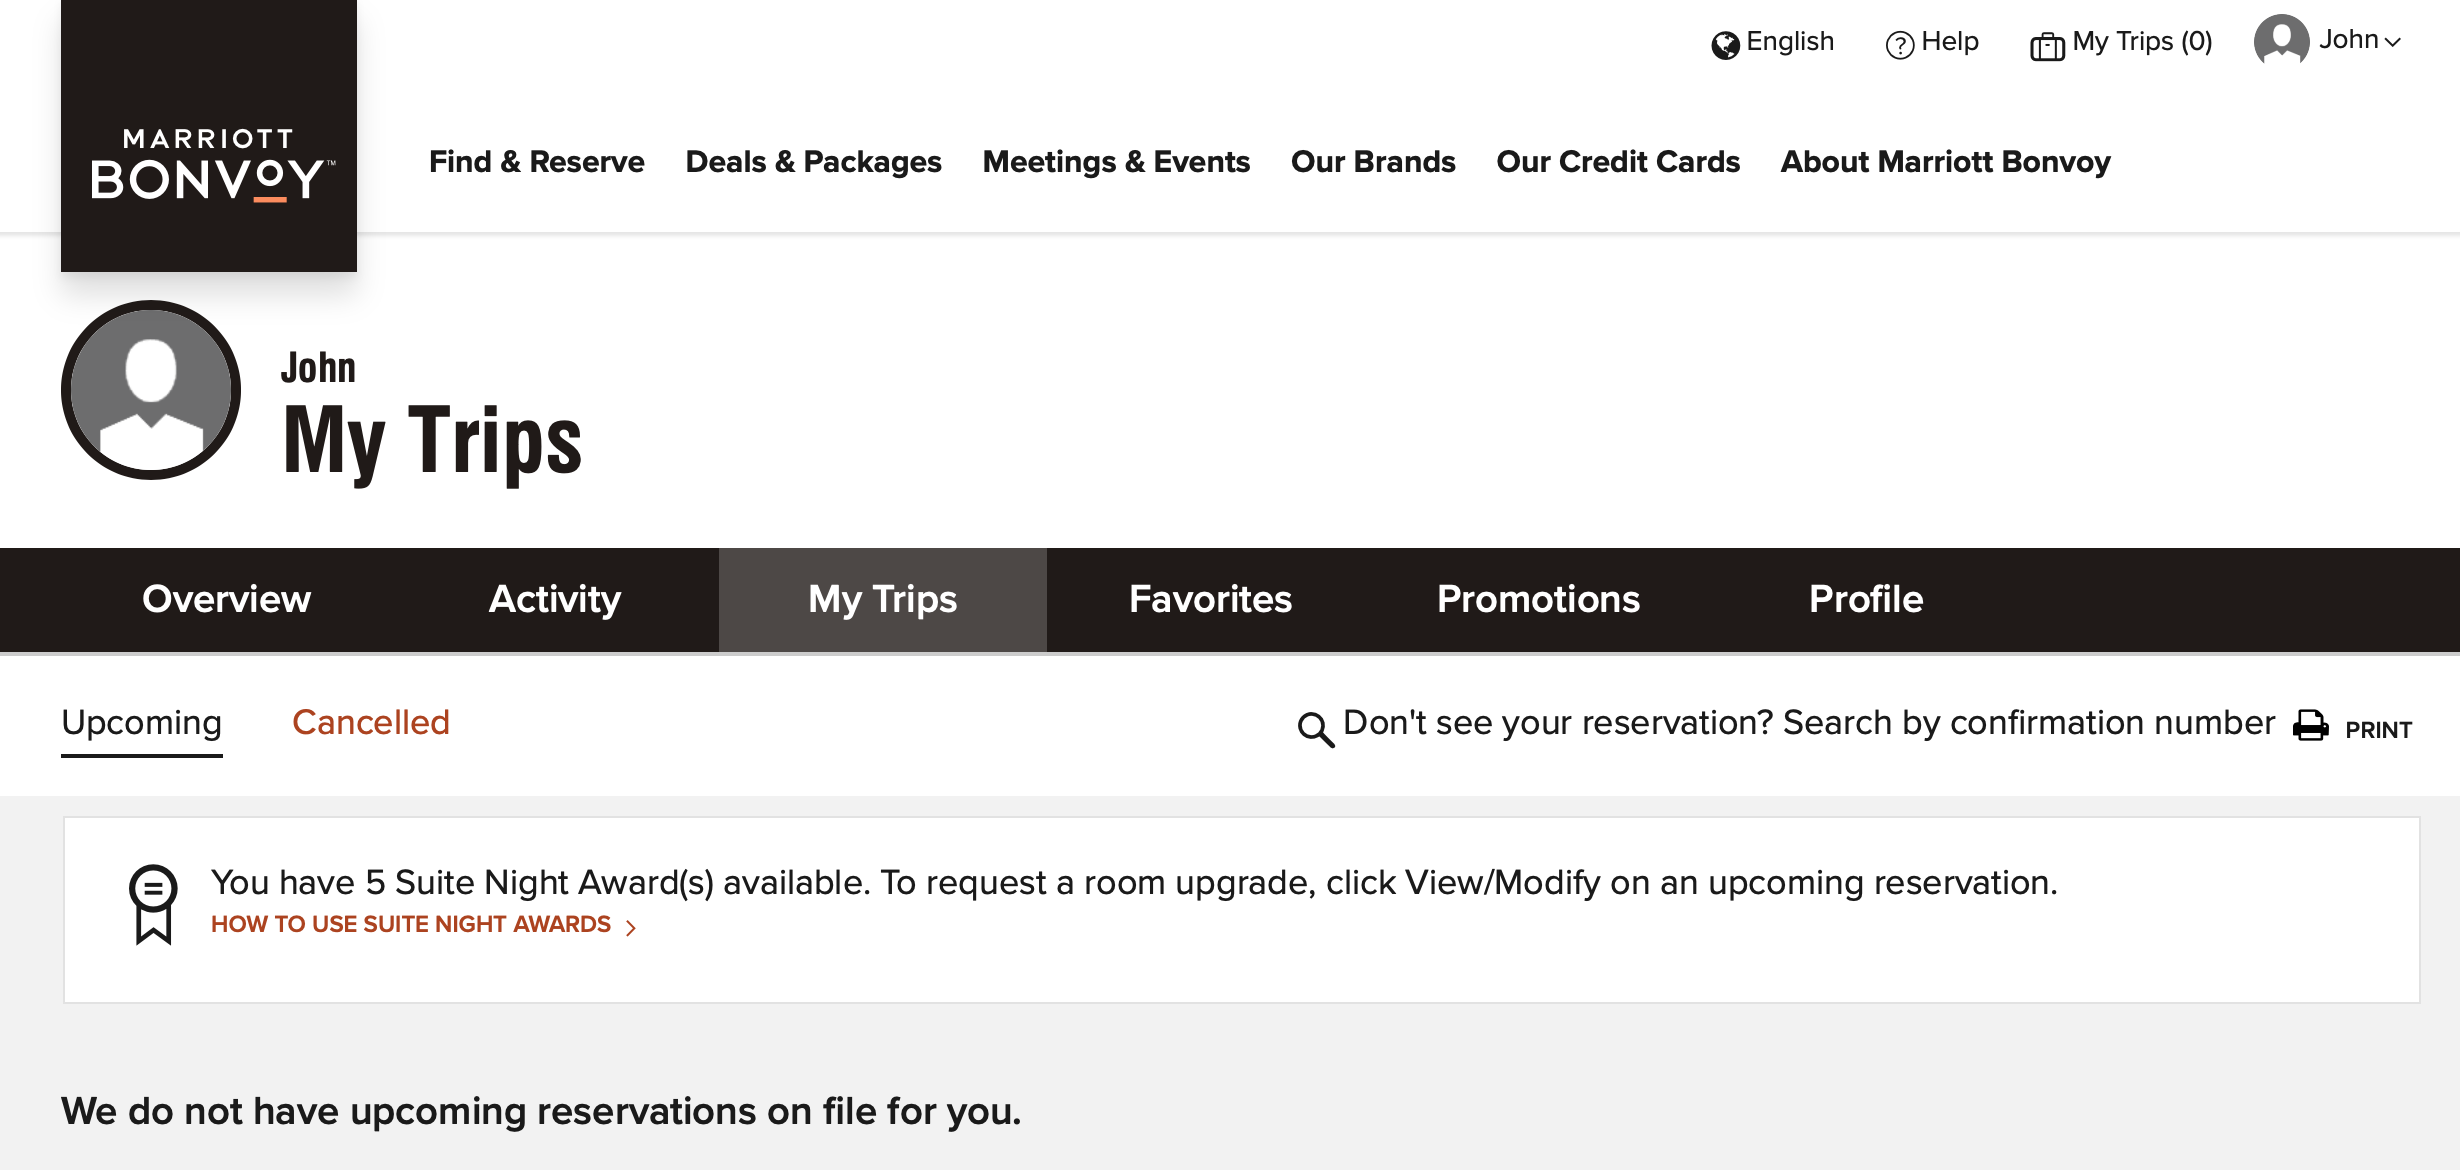 English
Help
My Trips (0)
John
MARRIOTT
BONVOY™
Find & Reserve
Deals & Packages
Meetings & Events
Our Brands
Our Credit Cards
About Marriott Bonvoy
John
My Trips
Overview
Activity
My Trips
Favorites
Promotions
Profile
Upcoming
Cancelled
Don't see your reservation? Search by confirmation number
PRINT
You have 5 Suite Night Award(s) available. To request a room upgrade, click View/Modify on an upcoming reservation.
HOW TO USE SUITE NIGHT AWARDS
We do not have upcoming reservations on file for you.